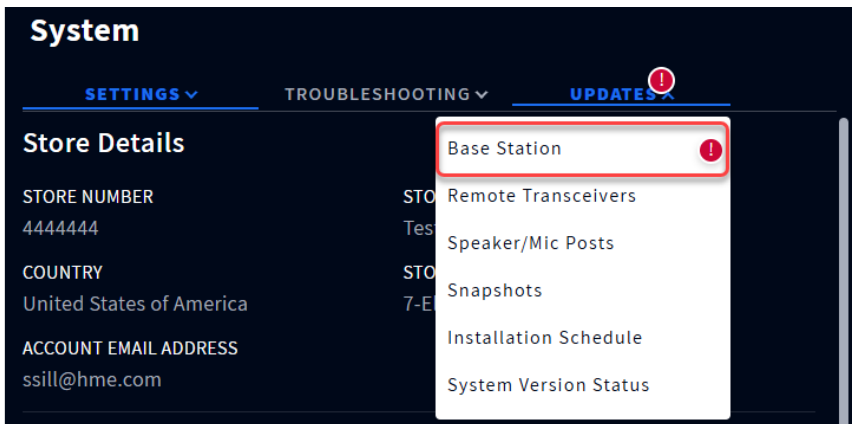 System
SETTINGS TROUBLESHOOTING UPDATES !
Store Details
Base Station !
STORE NUMBER
4444444
Remote Transceivers
Speaker/Mic Posts
COUNTRY
United States of America
Snapshots
Installation Schedule
ACCOUNT EMAIL ADDRESS
ssill@hme.com
System Version Status